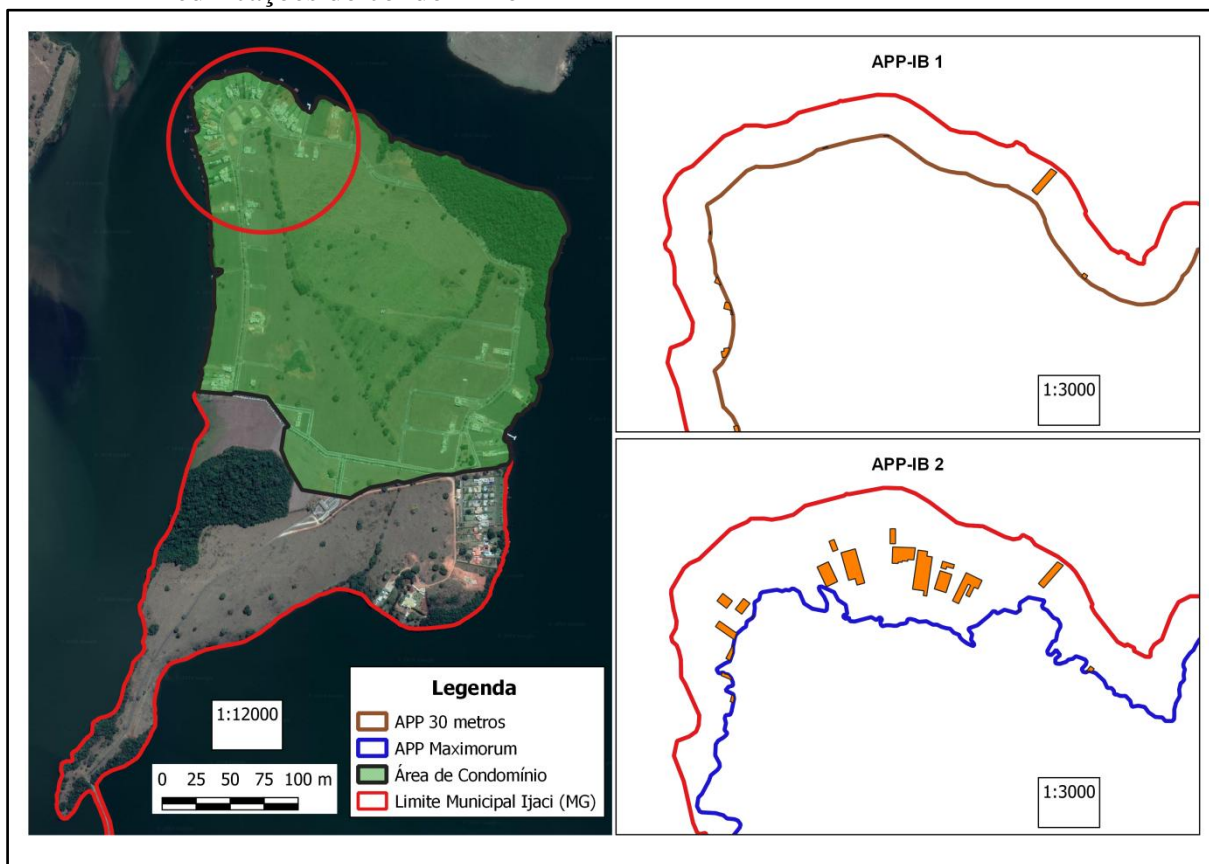 APP-IB 1
1:3000
APP-IB 2
1:3000
1:12000
0 25 50 75 100 m
Legenda
APP 30 metros
APP Maximorum
Área de Condomínio
Limite Municipal Ijaci (MG)